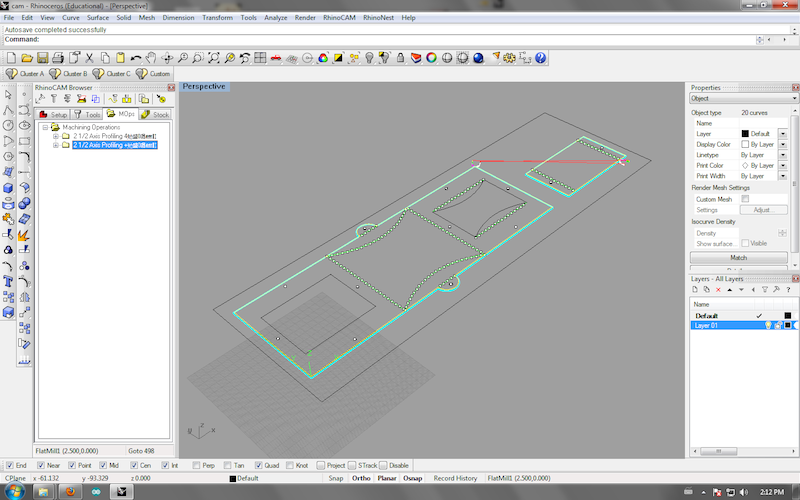 cam - Rhinoceros (Educational) - [Perspective]
File Edit View Curve Surface Solid Mesh Dimension Transform Tools Analyze Render RhinoCAM RhinoNest Help
Autosave completed successfully
Command:
Cluster A Cluster B Cluster C Custom
RhinoCAM Browser
Setup Tools MOps Stock
Machining Operations
2 1/2 Axis Profiling
2 1/2 Axis Profiling
FlatMill1 (2.500,0.000) Goto 498
Perspective
z
y x
Properties
Object
Object type 20 curves
Name
Layer Default
Display Color By Layer
Linetype By Layer
Print Color By Layer
Print Width By Layer
Render Mesh Settings
Custom Mesh
Settings Adjust...
Isocurve Density
Density
Show surface... Visible
Match
Layers - All Layers
Name
Default
Layer 01
End Near Point Mid Cen Int Perp Tan Quad Knot Project STrack Disable
CPlane x -61.132 y -93.329 z 0.000 Default Snap Ortho Planar Osnap Record History FlatMill1 (2.500,0.000)
2:12 PM